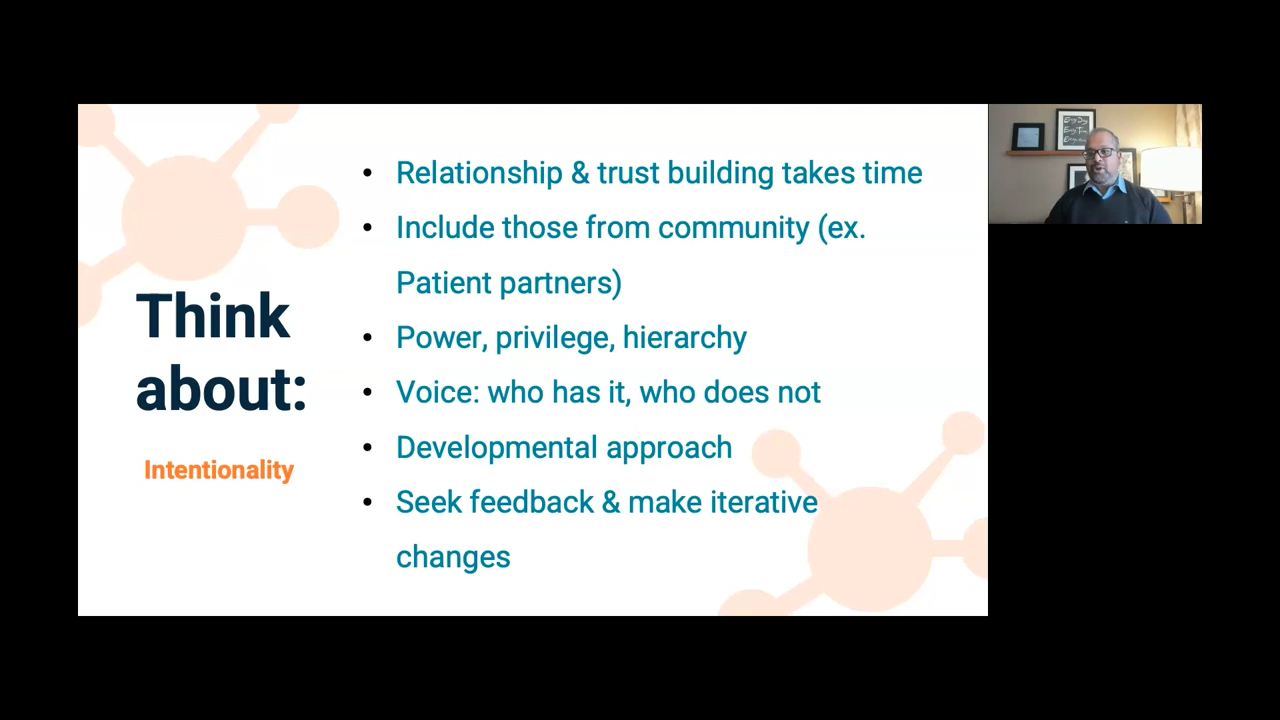 Think
about:
Intentionality
• Relationship & trust building takes time
• Include those from community (ex.
Patient partners)
• Power, privilege, hierarchy
• Voice: who has it, who does not
• Developmental approach
• Seek feedback & make iterative
changes